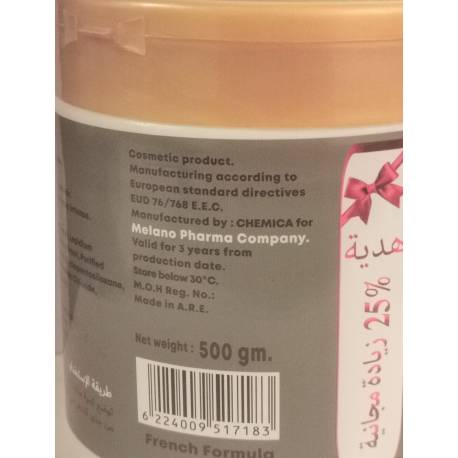 Cosmetic product.
Manufacturing according to
European standard directives
EUD 76/768 E.E.C.
Manufactured by : CHEMICA for
Melano Pharma Company.
Valid for 3 years from
production date.
Store below 30°C.
M.O.H Reg. No.:
Made in A.R.E.
Net weight : 500 gm.
6 224009 517183
French Formula
هدية
25% زيادة مجانية
طريقة الإستخدام